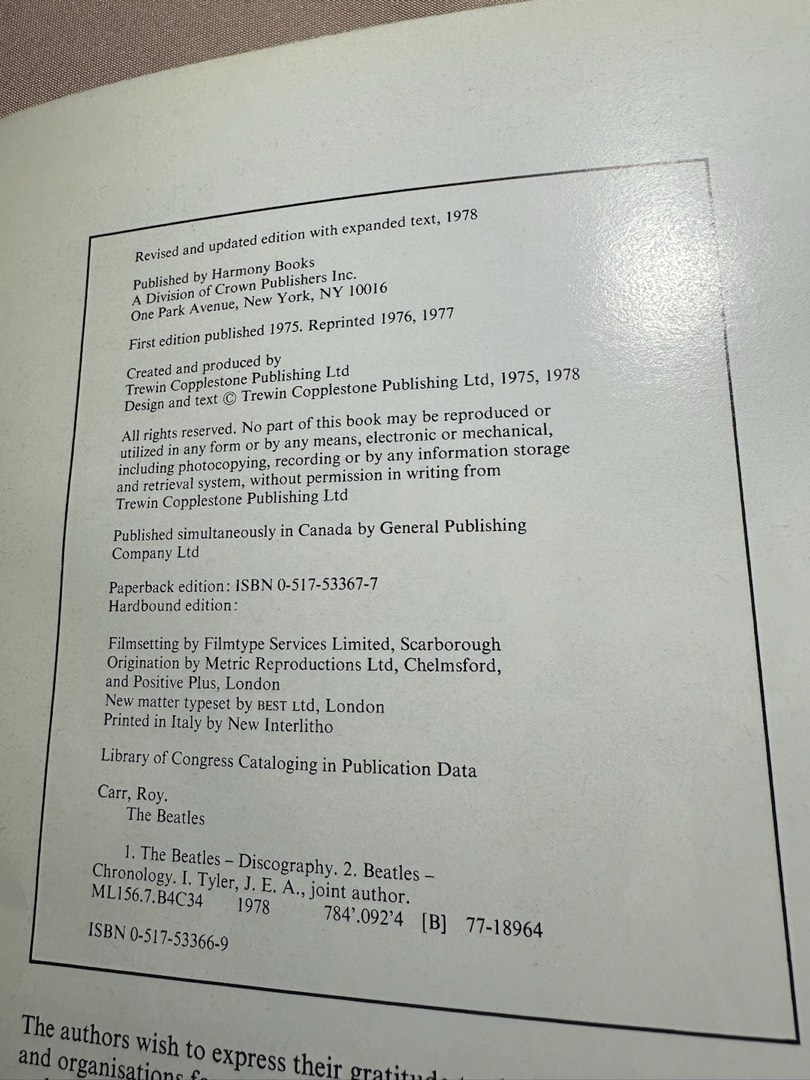 Revised and updated edition with expanded text, 1978
Published by Harmony Books
A Division of Crown Publishers Inc.
One Park Avenue, New York, NY 10016
First edition published 1975. Reprinted 1976, 1977
Created and produced by
Trewin Copplestone Publishing Ltd
Design and text © Trewin Copplestone Publishing Ltd, 1975, 1978
All rights reserved. No part of this book may be reproduced or
utilized in any form or by any means, electronic or mechanical,
including photocopying, recording or by any information storage
and retrieval system, without permission in writing from
Trewin Copplestone Publishing Ltd
Published simultaneously in Canada by General Publishing
Company Ltd
Paperback edition: ISBN 0-517-53367-7
Hardbound edition:
Filmsetting by Filmtype Services Limited, Scarborough
Origination by Metric Reproductions Ltd, Chelmsford,
and Positive Plus, London
New matter typeset by BEST Ltd, London
Printed in Italy by New Interlitho
Library of Congress Cataloging in Publication Data
Carr, Roy.
The Beatles
1. The Beatles – Discography. 2. Beatles –
Chronology. I. Tyler, J. E. A., joint author.
ML156.7.B4C34 1978 784'.092'4 [B] 77-18964
ISBN 0-517-53366-9
The authors wish to express their
and organisations